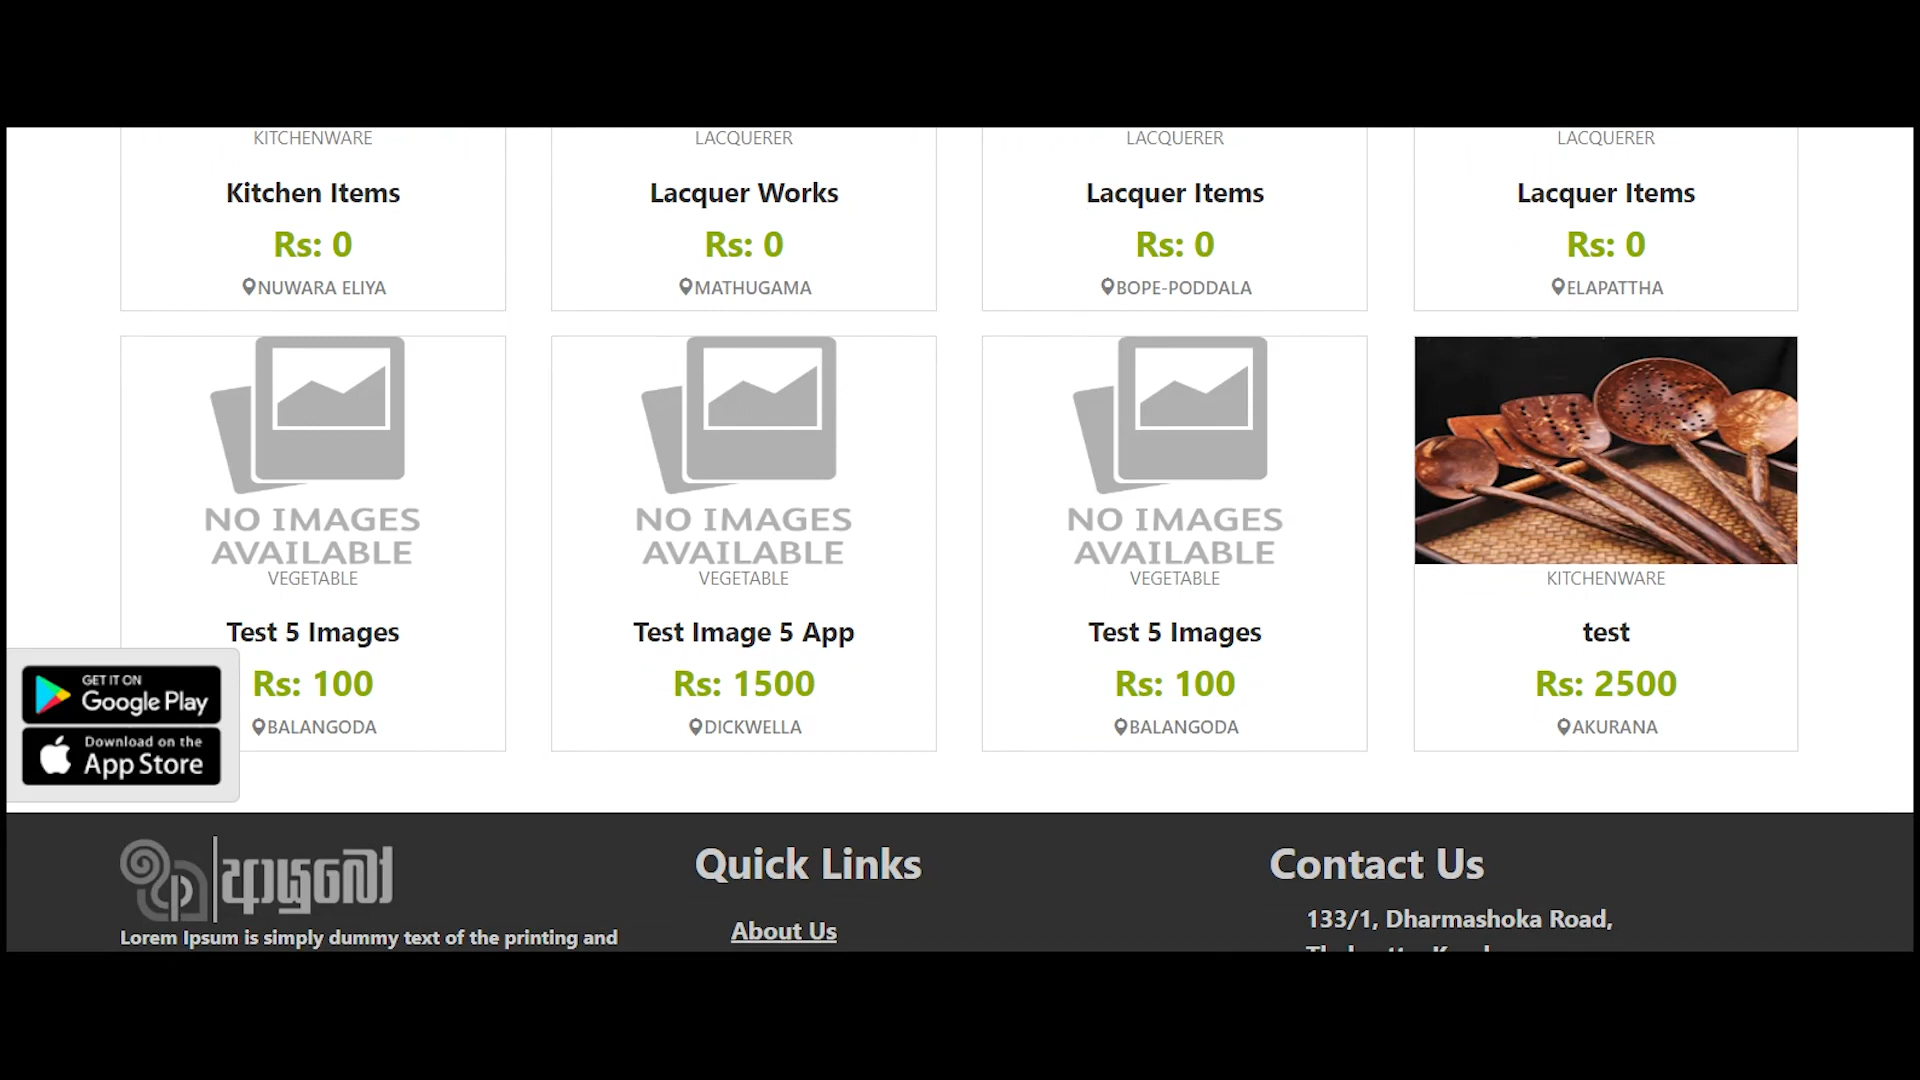 KITCHENWARE
Kitchen Items
Rs: 0
NUWARA ELIYA
LACQUERER
Lacquer Works
Rs: 0
MATHUGAMA
LACQUERER
Lacquer Items
Rs: 0
BOPE-PODDALA
LACQUERER
Lacquer Items
Rs: 0
ELAPATTHA
NO IMAGES
AVAILABLE
VEGETABLE
Test 5 Images
Rs: 100
BALANGODA
NO IMAGES
AVAILABLE
VEGETABLE
Test Image 5 App
Rs: 1500
DICKWELLA
NO IMAGES
AVAILABLE
VEGETABLE
Test 5 Images
Rs: 100
BALANGODA
KITCHENWARE
test
Rs: 2500
AKURANA
GET IT ON
Google Play
Download on the
App Store
ආයුබෝ
Lorem Ipsum is simply dummy text of the printing and
Quick Links
About Us
Contact Us
133/1, Dharmashoka Road,